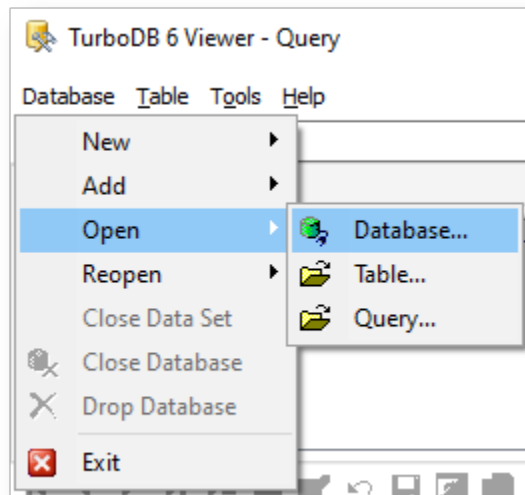 TurboDB 6 Viewer - Query
Database Table Tools Help
New
Add
Open
Database...
Reopen
Table...
Close Data Set
Query...
Close Database
Drop Database
Exit